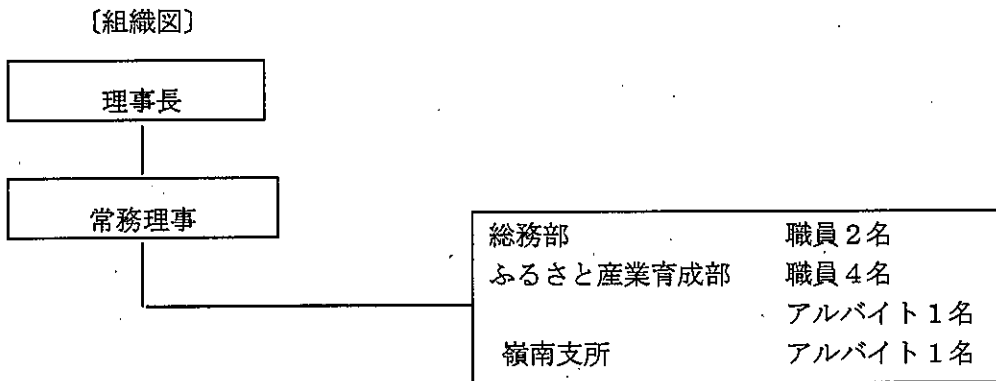 〔組織図〕
理事長
常務理事
総務部 職員2名
ふるさと産業育成部 職員4名
アルバイト1名
嶺南支所 アルバイト1名